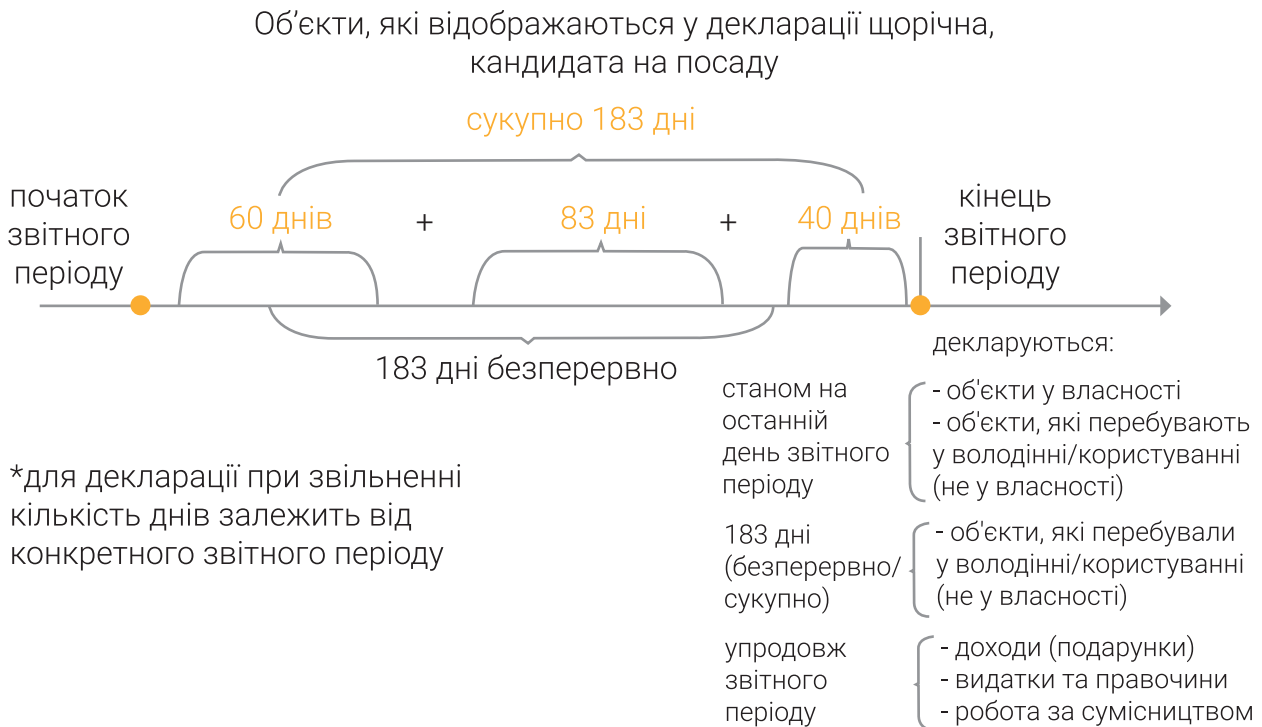 Об'єкти, які відображаються у декларації щорічна,
кандидата на посаду
сукупно 183 дні
початок
звітного
періоду
60 днів + 83 дні + 40 днів
кінець
звітного
періоду
183 дні безперервно
*для декларації при звільненні
кількість днів залежить від
конкретного звітного періоду
декларуються:
станом на
останній
день звітного
періоду
- об'єкти у власності
- об'єкти, які перебувають
у володінні/користуванні
(не у власності)
183 дні
(безперервно/
сукупно)
- об'єкти, які перебували
у володінні/користуванні
(не у власності)
упродовж
звітного
періоду
- доходи (подарунки)
- видатки та правочини
- робота за сумісництвом